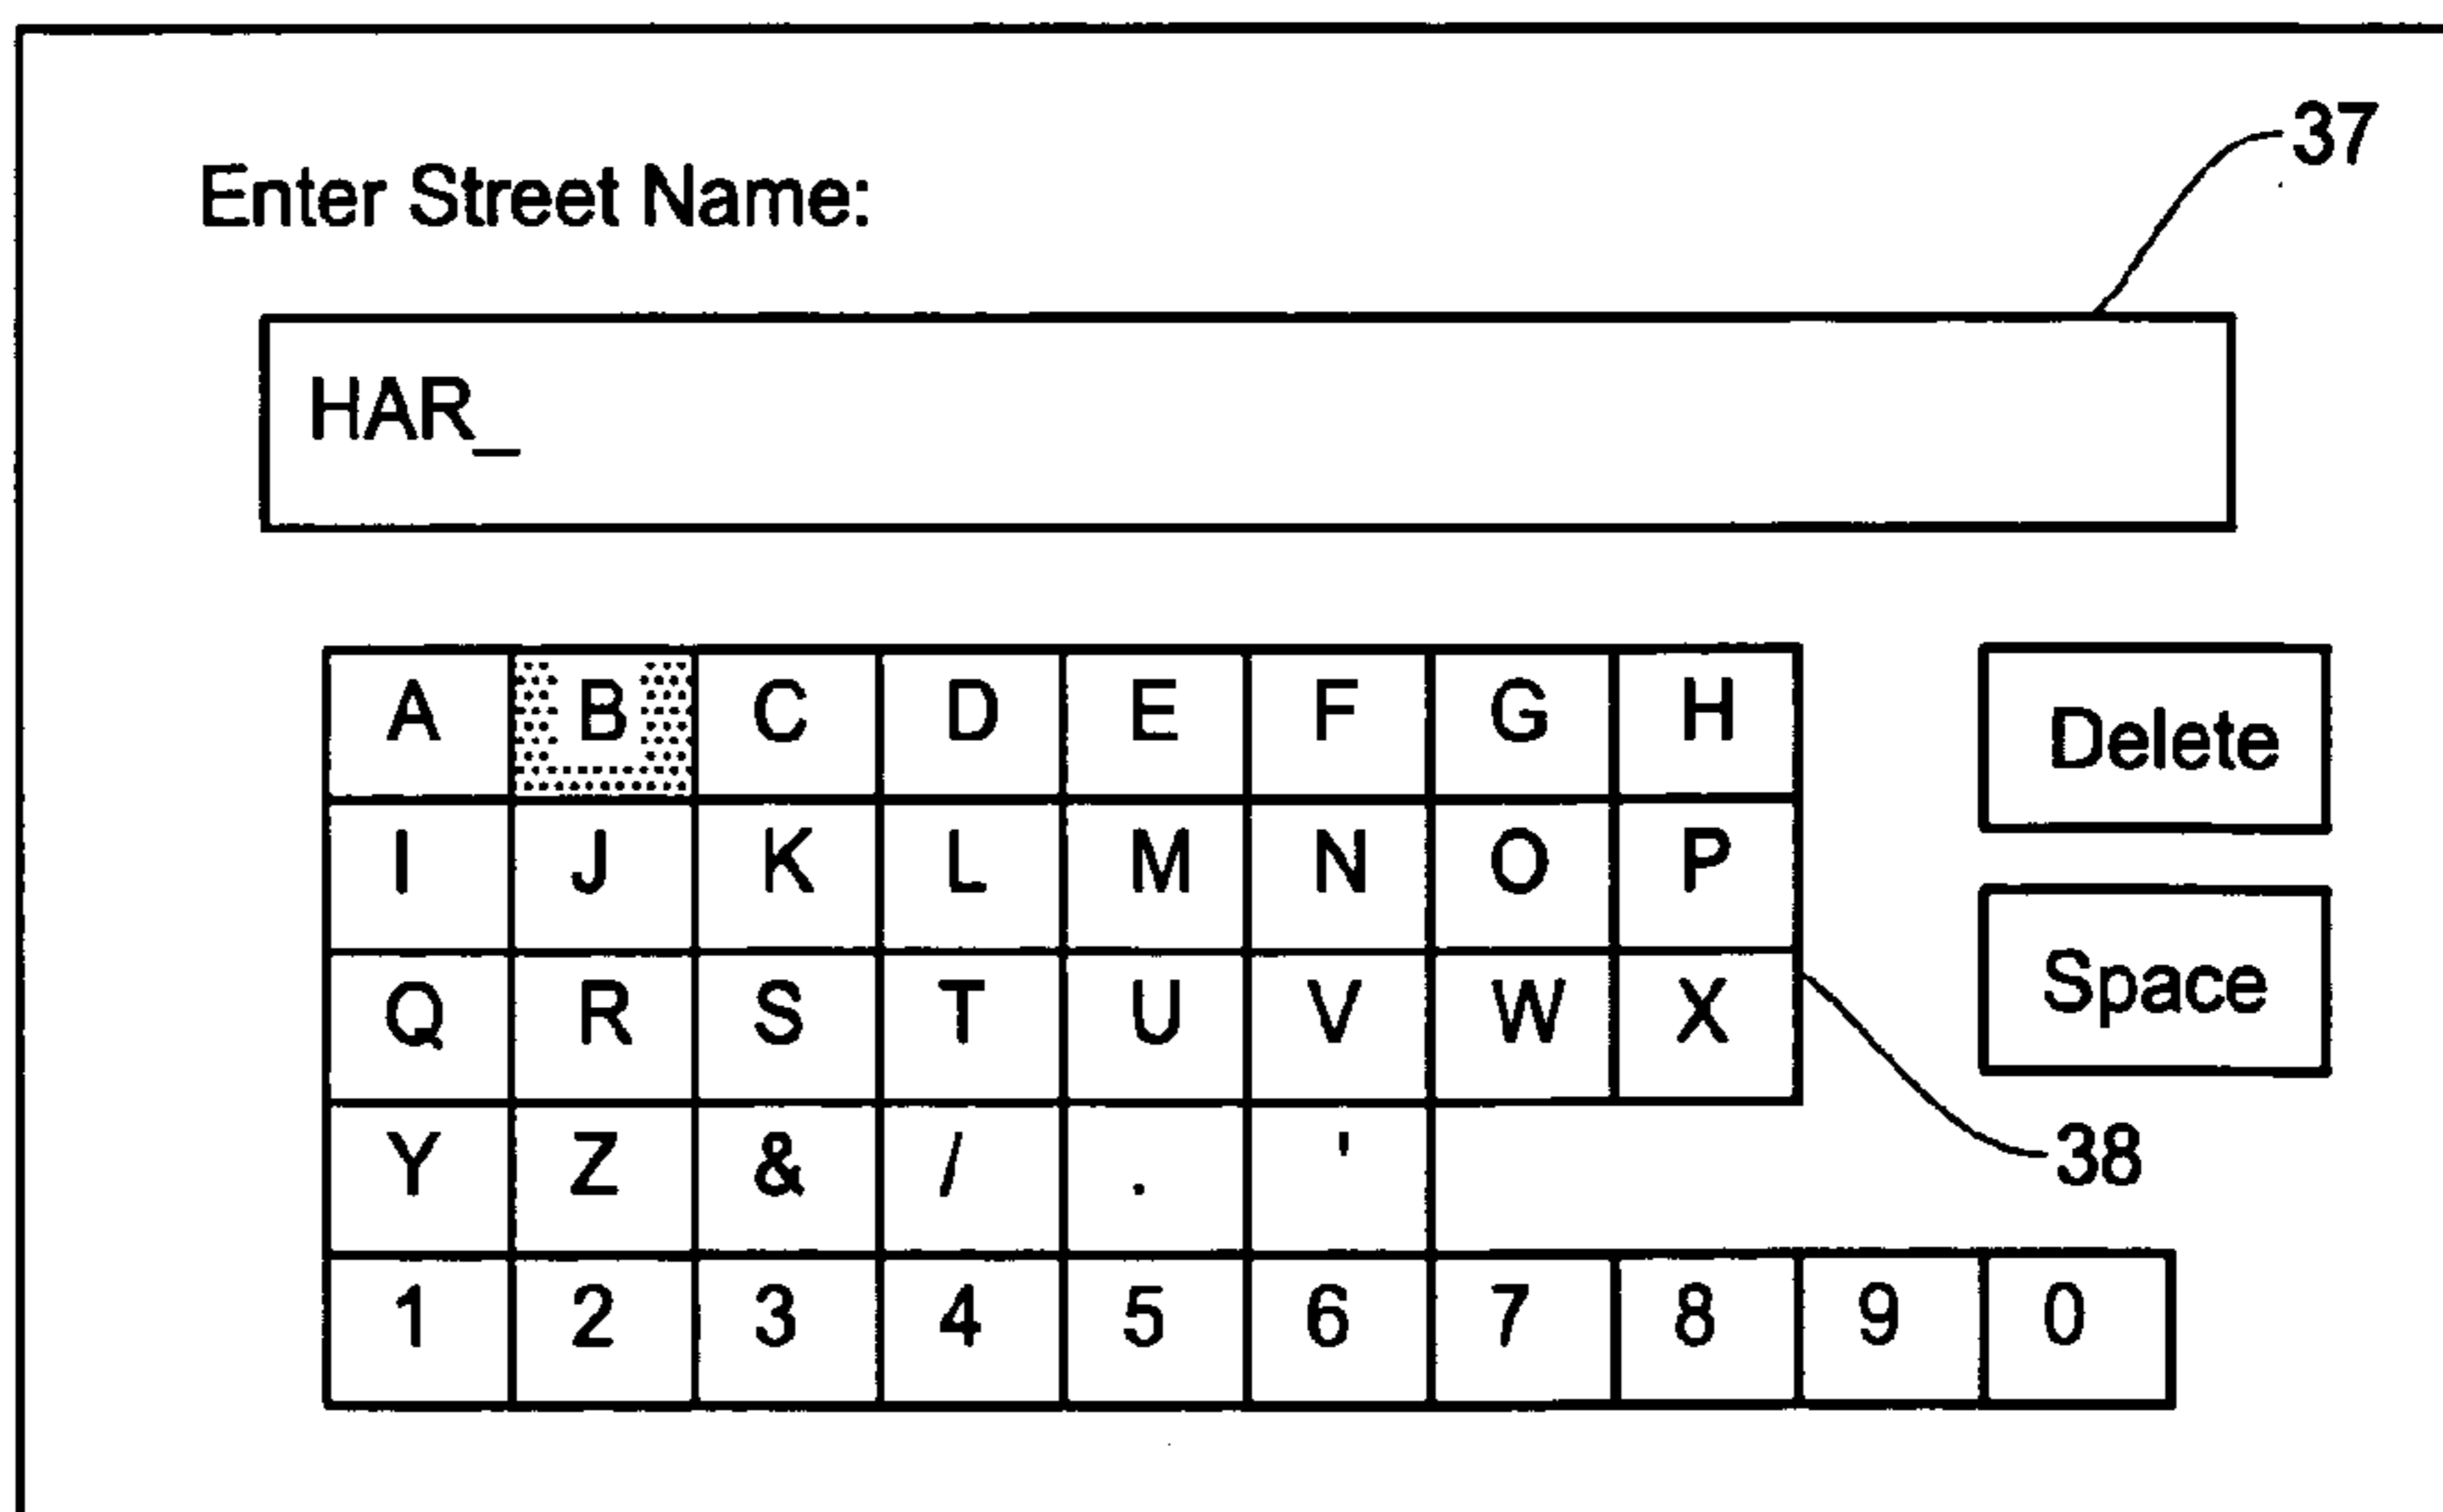 37
Enter Street Name:
HAR_
A B C D E F G H
Delete
I J K L M N O P
Q R S T U V W X
Space
Y Z & / . '
38
1 2 3 4 5 6 7 8 9 0